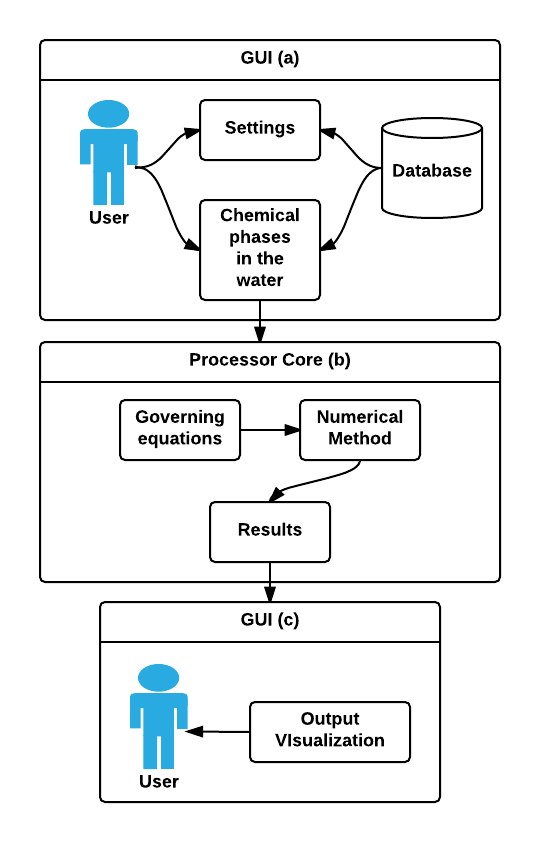 GUI (a)
Settings
Database
User
Chemical
phases
in the
water
Processor Core (b)
Governing
equations
Numerical
Method
Results
GUI (c)
Output
VIsualization
User